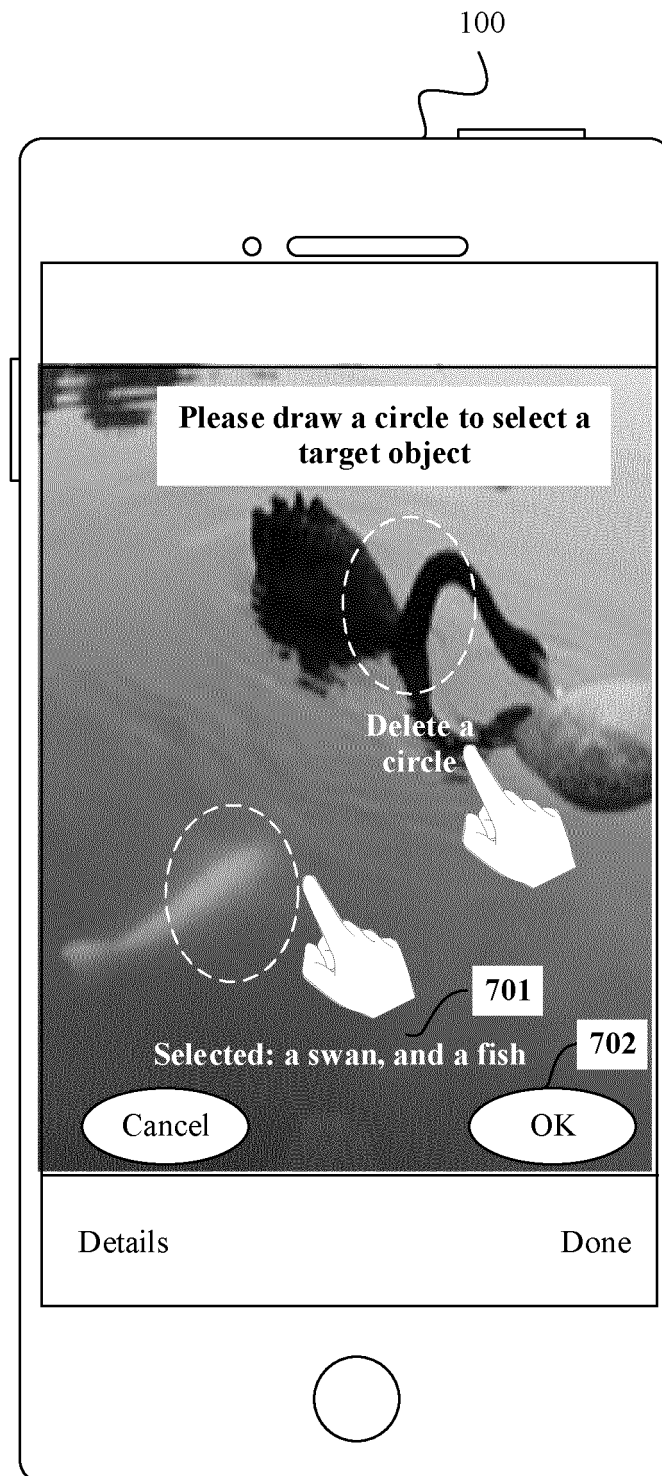 100
Please draw a circle to select a
target object
Delete a
circle
701
Selected: a swan, and a fish
702
Cancel
OK
Details
Done